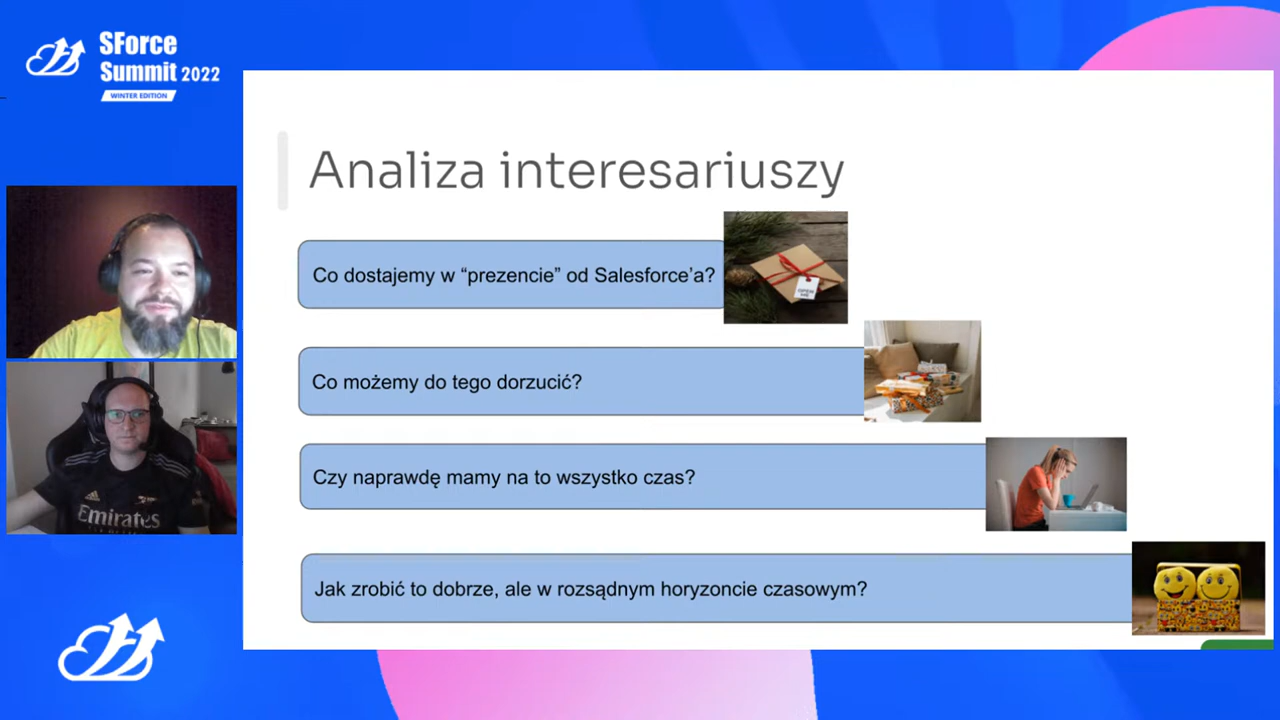 SForce
Summit 2022
WINTER EDITION
Analiza interesariuszy
Co dostajemy w “prezencie” od Salesforce’a?
Co możemy do tego dorzucić?
Czy naprawdę mamy na to wszystko czas?
Jak zrobić to dobrze, ale w rozsądnym horyzoncie czasowym?
Emirates